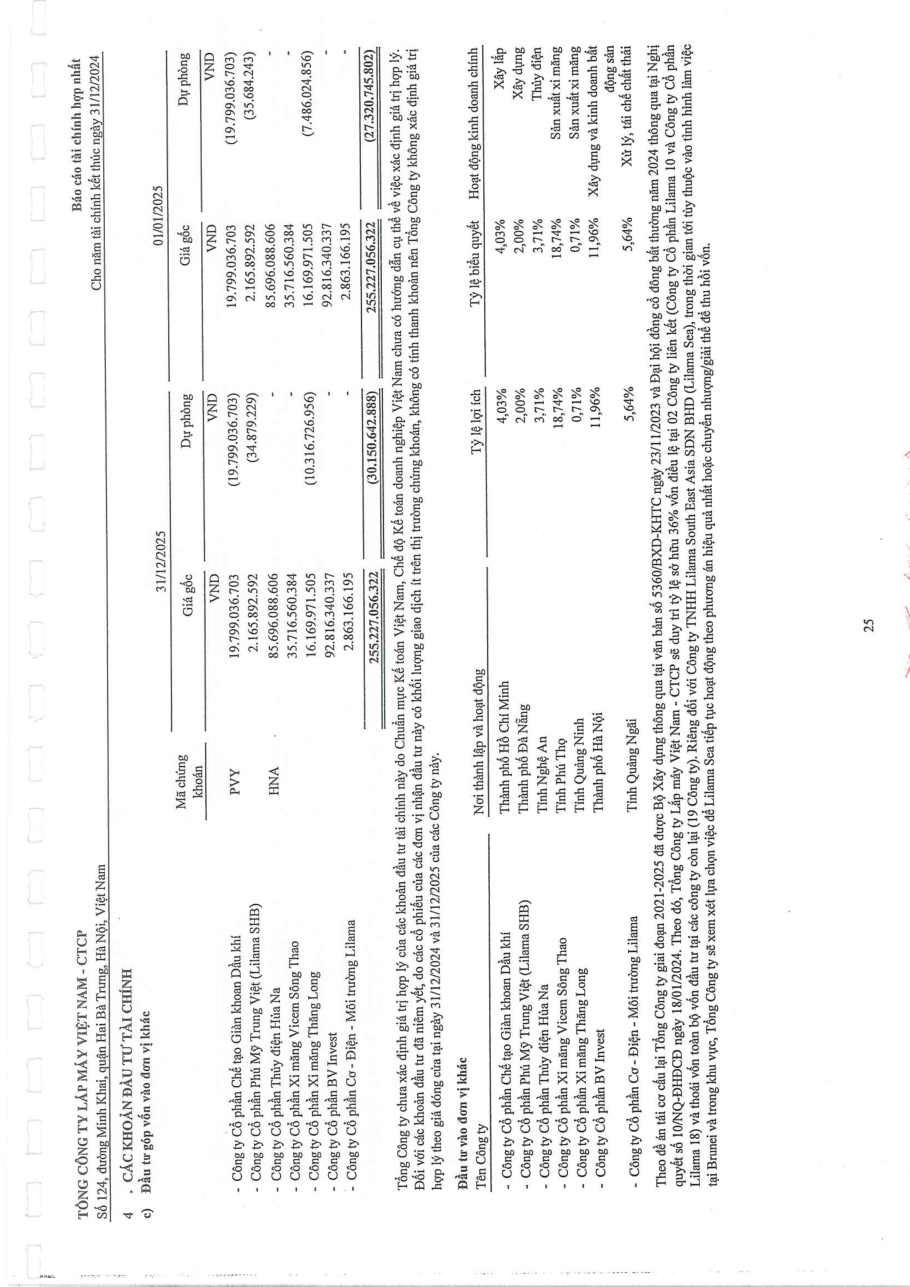 TỔNG CÔNG TY LẮP MÁY VIỆT NAM – CTCP
Số 124, đường Minh Khai, quận Hai Bà Trưng, Hà Nội, Việt Nam
Báo cáo tài chính hợp nhất
Cho năm tài chính kết thúc ngày 31/12/2024
4 . CÁC KHOẢN ĐẦU TƯ TÀI CHÍNH
c) Đầu tư góp vốn vào đơn vị khác
31/12/2025 01/01/2025
Mã chứng khoán Giá gốc Dự phòng Giá gốc Dự phòng
VND VND VND VND
- Công ty Cổ phần Chế tạo Giàn khoan Dầu khí PVY 19.799.036.703 (19.799.036.703) 19.799.036.703 (19.799.036.703)
- Công ty Cổ phần Phú Mỹ Trung Việt (Lilama SHB) 2.165.892.592 (34.879.229) 2.165.892.592 (35.684.243)
- Công ty Cổ phần Thủy điện Hủa Na HNA 85.696.088.606 - 85.696.088.606 -
- Công ty Cổ phần Xi măng Vicem Sông Thao 35.716.560.384 - 35.716.560.384 -
- Công ty Cổ phần Xi măng Thăng Long 16.169.971.505 (10.316.726.956) 16.169.971.505 (7.486.024.856)
- Công ty Cổ phần BV Invest 92.816.340.337 - 92.816.340.337 -
- Công ty Cổ phần Cơ - Điện - Môi trường Lilama 2.863.166.195 - 2.863.166.195 -
255.227.056.322 (30.150.642.888) 255.227.056.322 (27.320.745.802)
Tổng Công ty chưa xác định giá trị hợp lý của các khoản đầu tư tài chính này do Chuẩn mực Kế toán Việt Nam, Chế độ Kế toán doanh nghiệp Việt Nam chưa có hướng dẫn cụ thể về việc xác định giá trị hợp lý.
Đối với các khoản đầu tư đã niêm yết, do các cổ phiếu của các đơn vị nhận đầu tư này có khối lượng giao dịch ít trên thị trường chứng khoán, không có tính thanh khoản nên Tổng Công ty không xác định giá trị
hợp lý theo giá đóng cửa tại ngày 31/12/2024 và 31/12/2025 của các Công ty này.
Đầu tư vào đơn vị khác
Tên Công ty Nơi thành lập và hoạt động Tỷ lệ lợi ích Tỷ lệ biểu quyết Hoạt động kinh doanh chính
- Công ty Cổ phần Chế tạo Giàn khoan Dầu khí Thành phố Hồ Chí Minh 4,03% 4,03% Xây lắp
- Công ty Cổ phần Phú Mỹ Trung Việt (Lilama SHB) Thành phố Đà Nẵng 2,00% 2,00% Xây dựng
- Công ty Cổ phần Thủy điện Hủa Na Tỉnh Nghệ An 3,71% 3,71% Thủy điện
- Công ty Cổ phần Xi măng Vicem Sông Thao Tỉnh Phú Thọ 18,74% 18,74% Sản xuất xi măng
- Công ty Cổ phần Xi măng Thăng Long Tỉnh Quảng Ninh 0,71% 0,71% Sản xuất xi măng
- Công ty Cổ phần BV Invest Thành phố Hà Nội 11,96% 11,96% Xây dựng và kinh doanh bất
động sản
- Công ty Cổ phần Cơ - Điện - Môi trường Lilama Tỉnh Quảng Ngãi 5,64% 5,64% Xử lý, tái chế chất thải
Theo đề án tái cơ cấu lại Tổng Công ty giai đoạn 2021-2025 đã được Bộ Xây dựng thông qua tại văn bản số 5360/BXD-KHTC ngày 23/11/2023 và Đại hội đồng cổ đông bất thường năm 2024 thông qua tại Nghị
quyết số 10/NQ-ĐHĐCĐ ngày 18/01/2024. Theo đó, Tổng Công ty Lắp máy Việt Nam - CTCP sẽ duy trì tỷ lệ sở hữu 36% vốn điều lệ tại 02 Công ty liên kết (Công ty Cổ phần Lilama 10 và Công ty Cổ phần
Lilama 18) và thoái vốn toàn bộ vốn đầu tư tại các công ty còn lại (19 Công ty). Riêng đối với Công ty TNHH Lilama South East Asia SDN BHD (Lilama Sea), trong thời gian tới tùy thuộc vào tình hình làm việc
tại Brunei và trong khu vực, Tổng Công ty sẽ xem xét lựa chọn việc để Lilama Sea tiếp tục hoạt động theo phương án hiệu quả nhất hoặc chuyển nhượng/giải thể để thu hồi vốn.
25